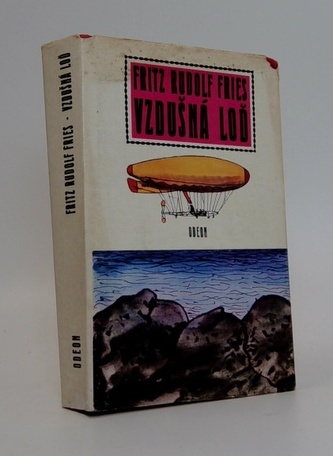 FRITZ RUDOLF FRIES
VZDUŠNÁ LOĎ
ODEON
FRITZ RUDOLF FRIES · VZDUŠNÁ LOĎ
ODEON